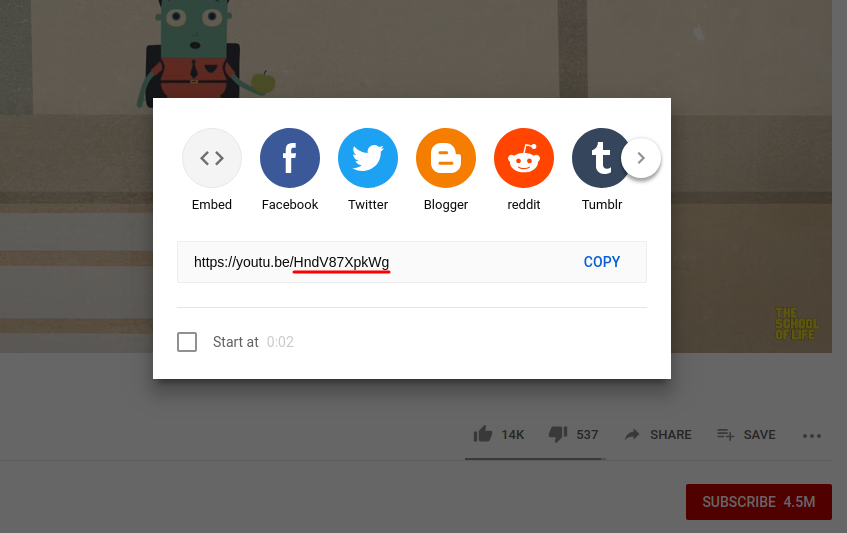 Embed Facebook Twitter Blogger reddit Tumblr
https://youtu.be/HndV87XpkWg COPY
THE
SCHOOL
OF LIFE
Start at 0:02
14K 537 SHARE SAVE
SUBSCRIBE 4.5M